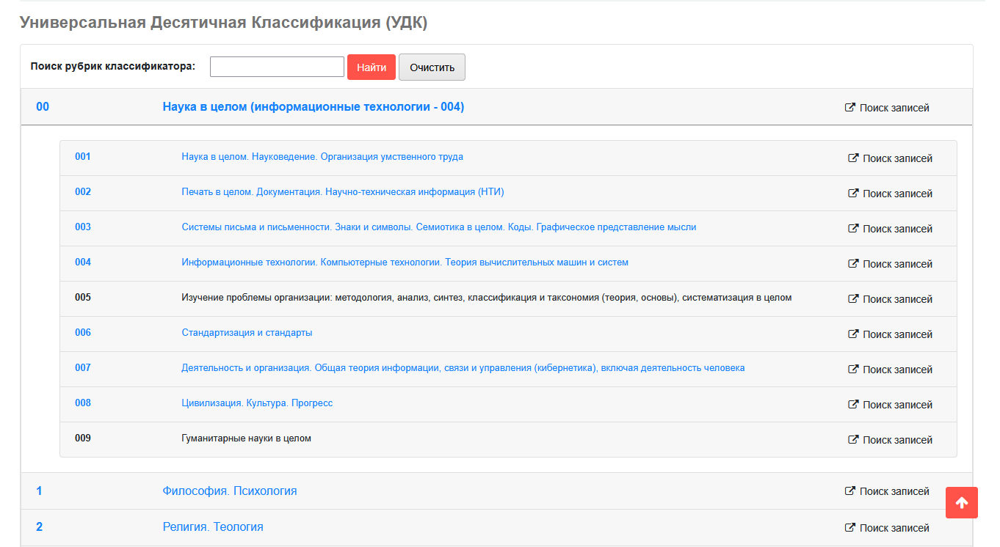 Универсальная Десятичная Классификация (УДК)
Поиск рубрик классификатора: Найти Очистить
00 Наука в целом (информационные технологии - 004) Поиск записей
001 Наука в целом. Науковедение. Организация умственного труда Поиск записей
002 Печать в целом. Документация. Научно-техническая информация (НТИ) Поиск записей
003 Системы письма и письменности. Знаки и символы. Семиотика в целом. Коды. Графическое представление мысли Поиск записей
004 Информационные технологии. Компьютерные технологии. Теория вычислительных машин и систем Поиск записей
005 Изучение проблемы организации: методология, анализ, синтез, классификация и таксономия (теория, основы), систематизация в целом Поиск записей
006 Стандартизация и стандарты Поиск записей
007 Деятельность и организация. Общая теория информации, связи и управления (кибернетика), включая деятельность человека Поиск записей
008 Цивилизация. Культура. Прогресс Поиск записей
009 Гуманитарные науки в целом Поиск записей
1 Философия. Психология Поиск записей
2 Религия. Теология Поиск записей